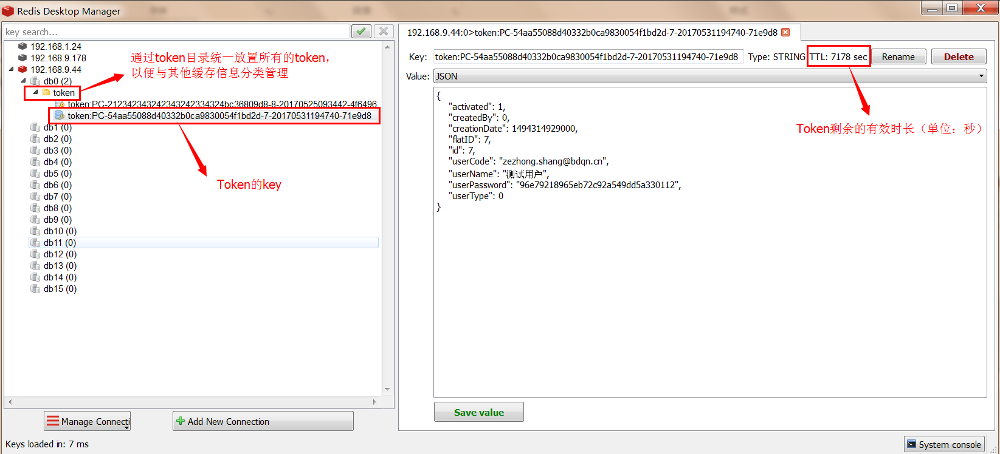 Redis Desktop Manager
key search...
192.168.1.24
192.168.9.178
192.168.9.44
db0 (2)
token
token:PC-212342343242343242334324bc36809d8-8-20170525093442-4f6496
token:PC-54aa55088d40332b0ca9830054f1bd2d-7-20170531194740-71e9d8
db1 (0)
db2 (0)
db3 (0)
db4 (0)
db5 (0)
db6 (0)
db7 (0)
db8 (0)
db9 (0)
db10 (0)
db11 (0)
db12 (0)
db13 (0)
db14 (0)
db15 (0)
通过token目录统一放置所有的token，
以便与其他缓存信息分类管理
Token的key
Manage Connecti
Add New Connection
Keys loaded in: 7 ms
192.168.9.44:0>token:PC-54aa55088d40332b0ca9830054f1bd2d-7-20170531194740-71e9d8
Key: token:PC-54aa55088d40332b0ca9830054f1bd2d-7-20170531194740-71e9d8 Type: STRING TTL: 7178 sec Rename Delete
Value: JSON
{
"activated": 1,
"createdBy": 0,
"creationDate": 1494314929000,
"flatID": 7,
"id": 7,
"userCode": "zezhong.shang@bdqn.cn",
"userName": "测试用户",
"userPassword": "96e79218965eb72c92a549dd5a330112",
"userType": 0
}
Token剩余的有效时长（单位：秒）
Save value
System console